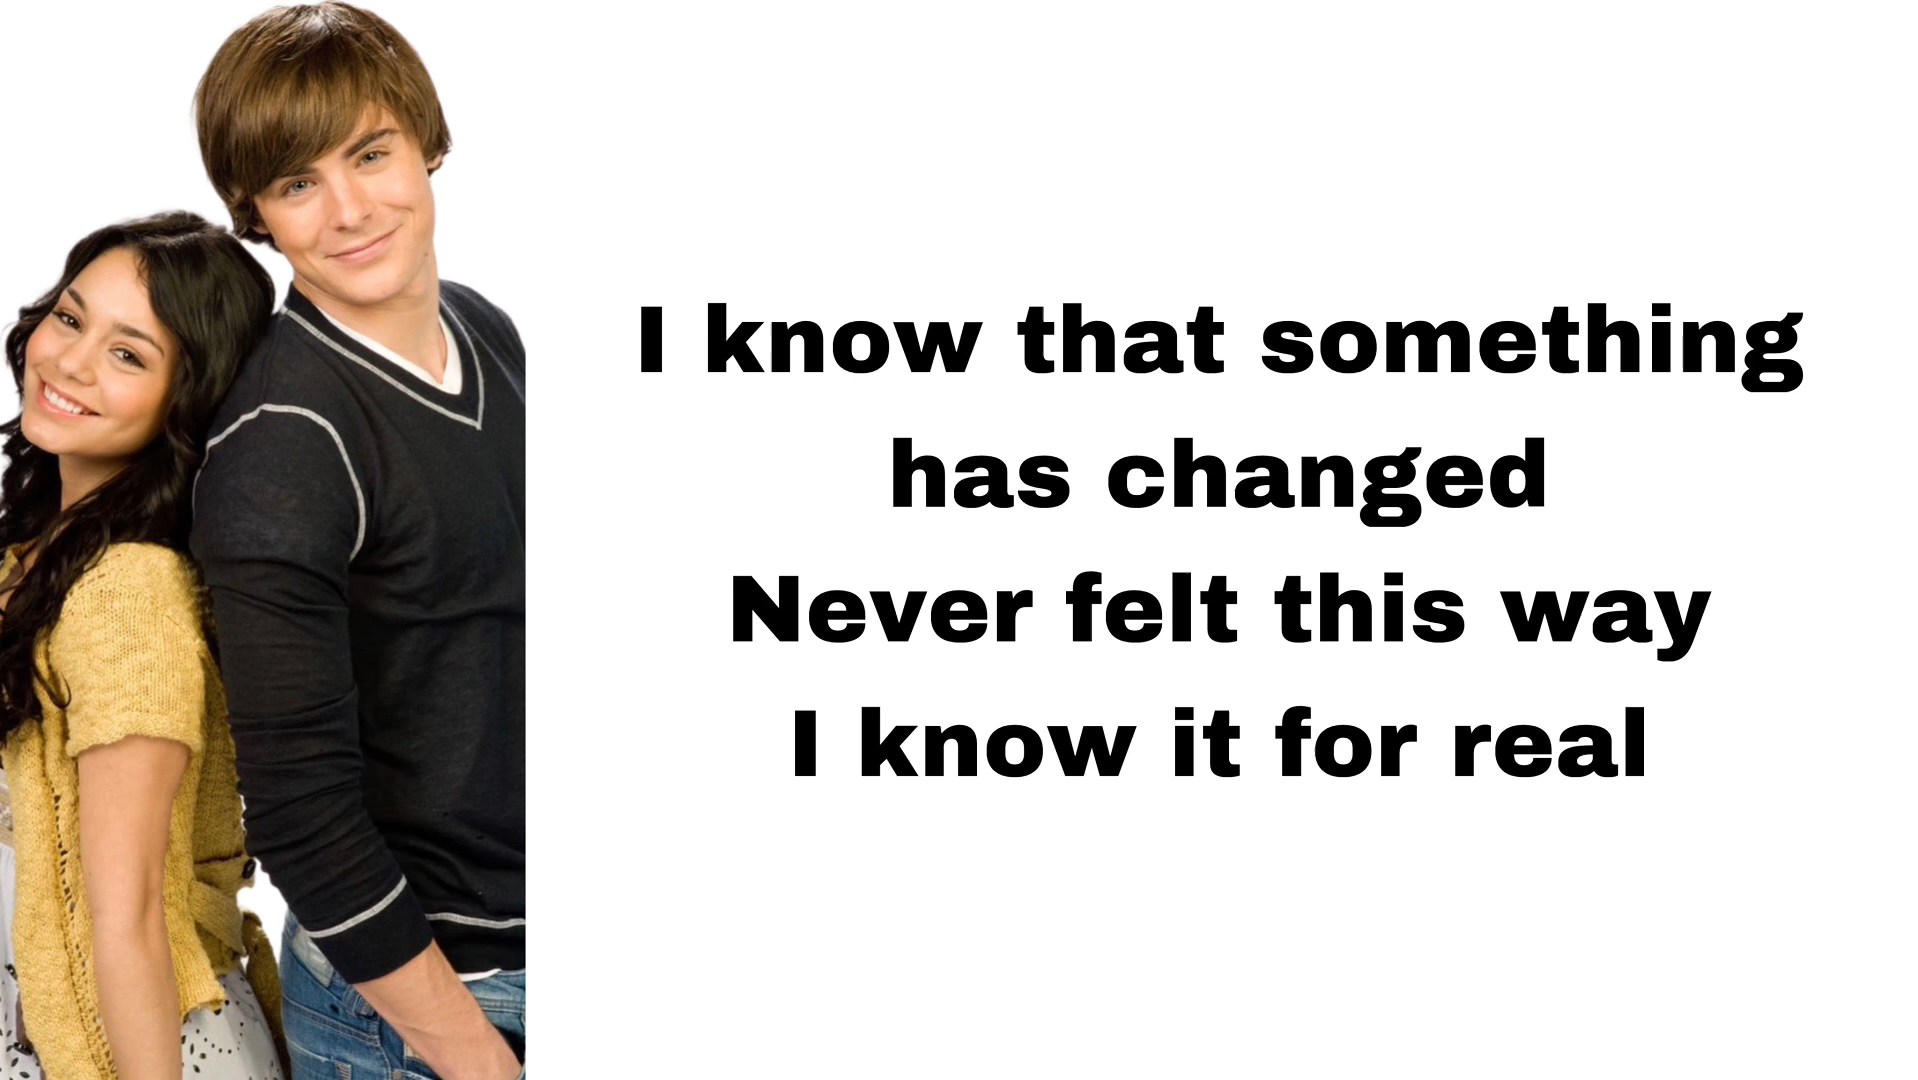 I know that something
has changed
Never felt this way
I know it for real